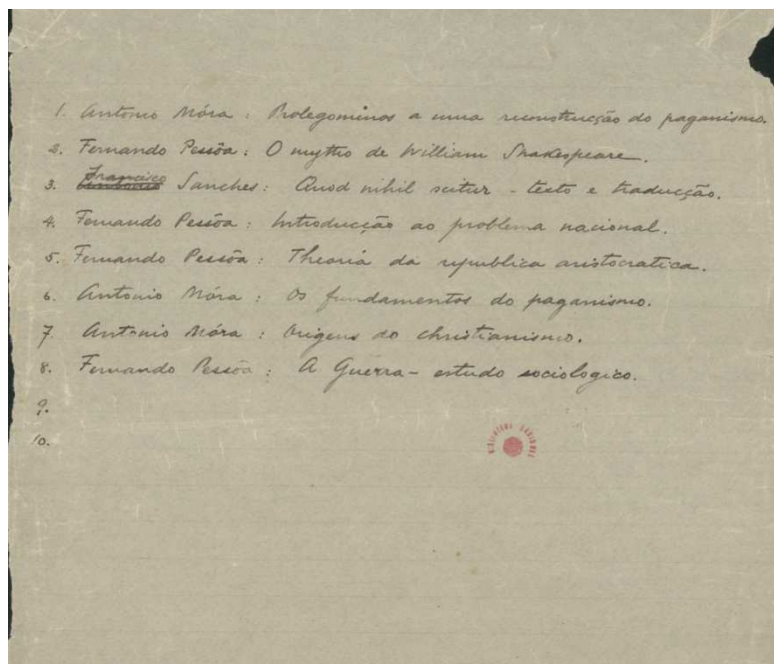 1. Antonio Móra: Prolegominos a uma reconstrucção do paganismo.
2. Fernando Pessôa: O mytho de William Shakespeare.
3. Francisco Sanches: Quod nihil scitur - texto e traducção.
4. Fernando Pessôa: Introducção ao problema nacional.
5. Fernando Pessôa: Theoria da republica aristocratica.
6. Antonio Móra: Os fundamentos do paganismo.
7. Antonio Móra: Origens do christianismo.
8. Fernando Pessôa: A Guerra - estudo sociologico.
9.
10.